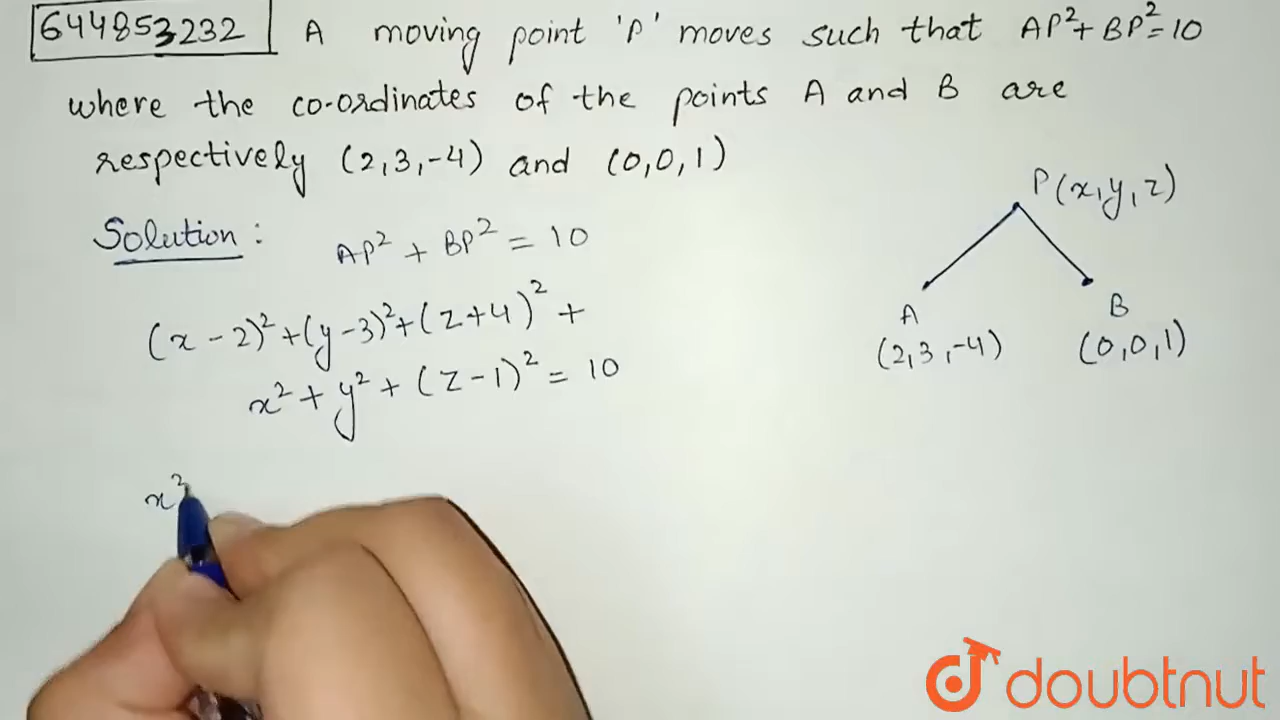 644853232 A moving point 'P' moves such that AP²+BP²=10
where the co-ordinates of the points A and B are
respectively (2,3,-4) and (0,0,1)
Solution: AP² + BP² = 10
(x-2)²+(y-3)²+(z+4)² +
x² + y² + (z-1)² = 10
x²
P(x,y,z)
A B
(2,3,-4) (0,0,1)
doubtnut